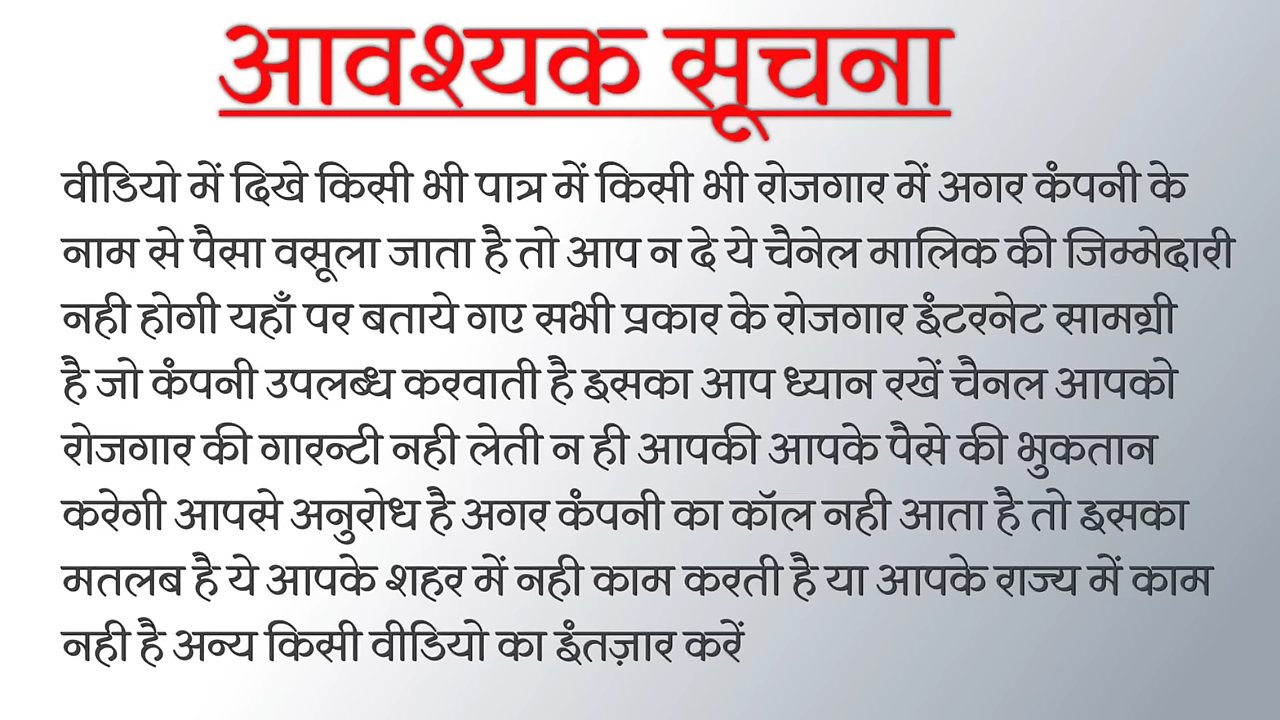 आवश्यक सूचना
वीडियो में दिखे किसी भी पात्र में किसी भी रोजगार में अगर कंपनी के
नाम से पैसा वसूला जाता है तो आप न दे ये चैनेल मालिक की जिम्मेदारी
नही होगी यहाँ पर बताये गए सभी प्रकार के रोजगार इंटरनेट सामग्री
है जो कंपनी उपलब्ध करवाती है इसका आप ध्यान रखें चैनल आपको
रोजगार की गारन्टी नही लेती न ही आपकी आपके पैसे की भुकतान
करेगी आपसे अनुरोध है अगर कंपनी का कॉल नही आता है तो इसका
मतलब है ये आपके शहर में नही काम करती है या आपके राज्य में काम
नही है अन्य किसी वीडियो का इंतज़ार करें